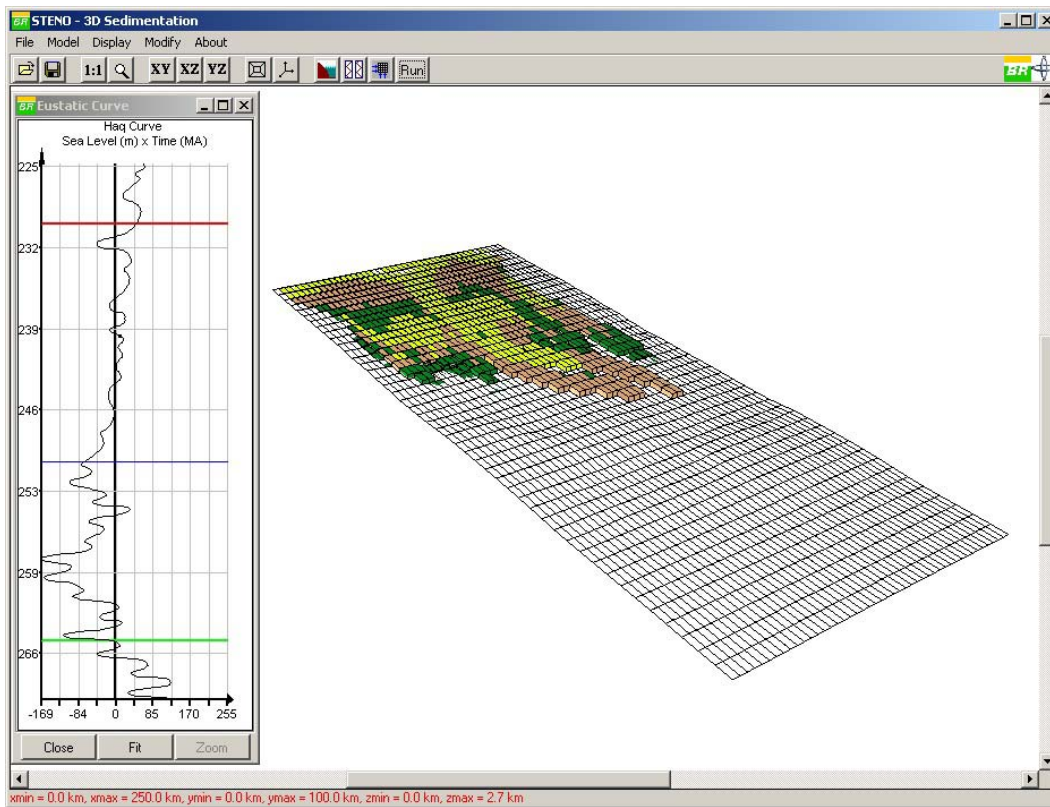 BR STENO - 3D Sedimentation
File Model Display Modify About
1:1 XY XZ YZ Run BR
BR Eustatic Curve
Haq Curve
Sea Level (m) x Time (MA)
225
232
239
246
253
259
266
-169 -84 0 85 170 255
Close Fit Zoom
xmin = 0.0 km, xmax = 250.0 km, ymin = 0.0 km, ymax = 100.0 km, zmin = 0.0 km, zmax = 2.7 km